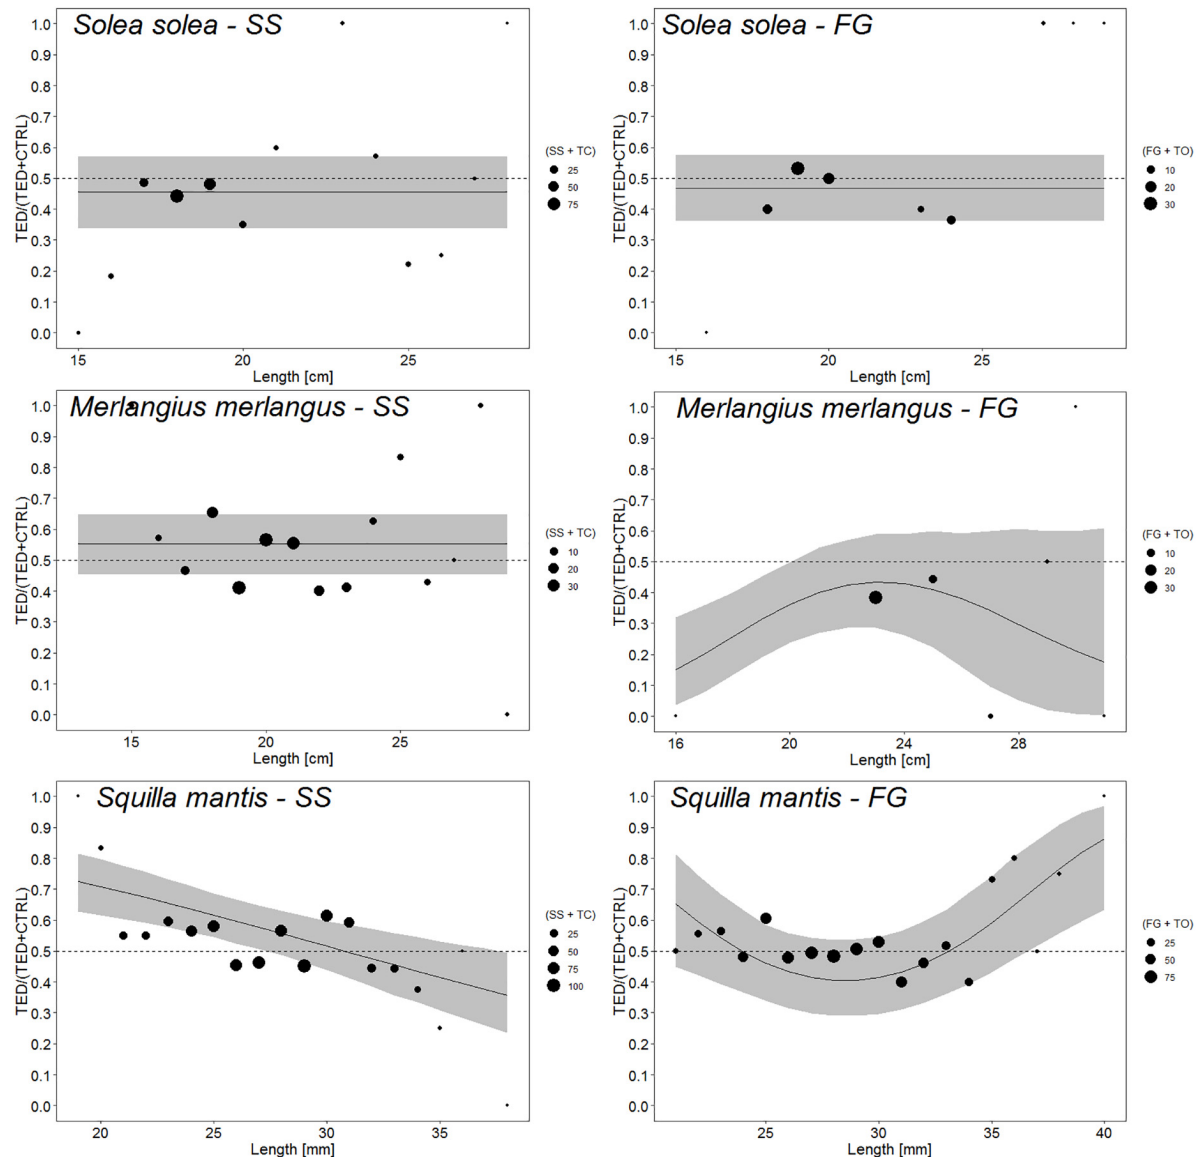 Solea solea - SS
TED/(TED+CTRL)
1.0
0.9
0.8
0.7
0.6
0.5
0.4
0.3
0.2
0.1
0.0
15 20 25
Length [cm]
(SS + TC)
25
50
75
Solea solea - FG
TED/(TED+CTRL)
1.0
0.9
0.8
0.7
0.6
0.5
0.4
0.3
0.2
0.1
0.0
15 20 25
Length [cm]
(FG + TO)
10
20
30
Merlangius merlangus - SS
TED/(TED+CTRL)
1.0
0.9
0.8
0.7
0.6
0.5
0.4
0.3
0.2
0.1
0.0
15 20 25
Length [cm]
(SS + TC)
10
20
30
Merlangius merlangus - FG
TED/(TED+CTRL)
1.0
0.9
0.8
0.7
0.6
0.5
0.4
0.3
0.2
0.1
0.0
16 20 24 28
Length [cm]
(FG + TO)
10
20
30
Squilla mantis - SS
TED/(TED+CTRL)
1.0
0.9
0.8
0.7
0.6
0.5
0.4
0.3
0.2
0.1
0.0
20 25 30 35
Length [mm]
(SS + TC)
25
50
75
100
Squilla mantis - FG
TED/(TED+CTRL)
1.0
0.9
0.8
0.7
0.6
0.5
0.4
0.3
0.2
0.1
0.0
25 30 35 40
Length [mm]
(FG + TO)
25
50
75